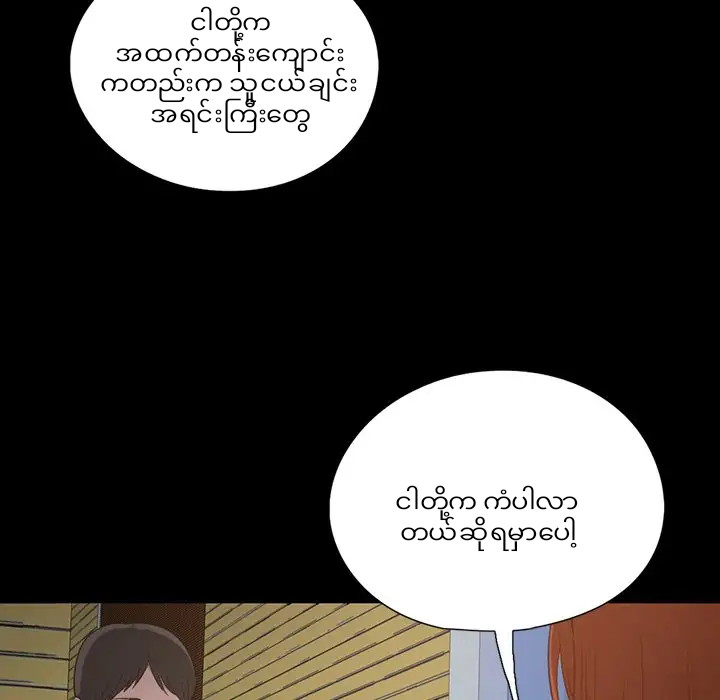 ငါတို့က
အထက်တန်းကျောင်း
ကတည်းက သူငယ်ချင်း
အရင်းကြီးတွေ
ငါတို့က ကံပါလာ
တယ်ဆိုရမှာပေါ့